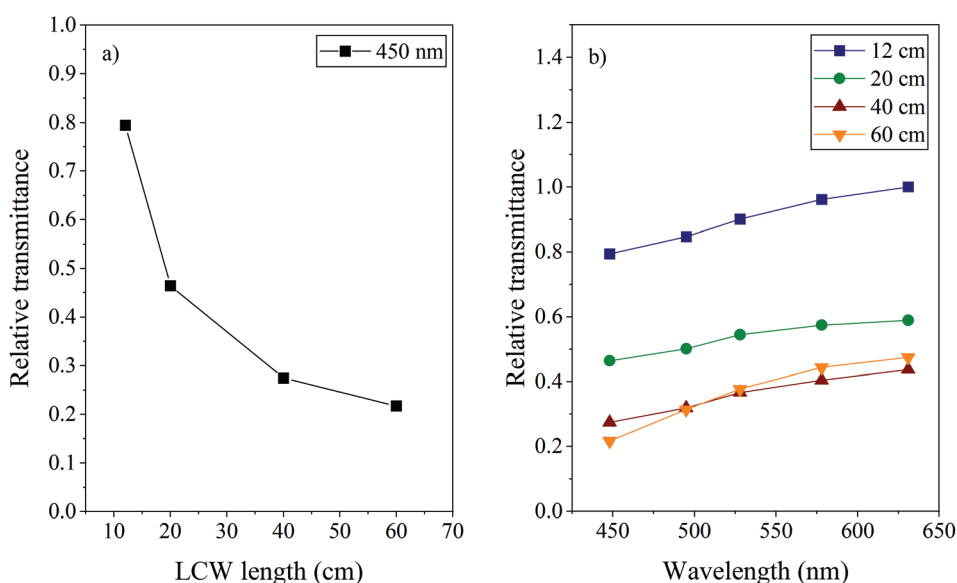 a)
450 nm
1.0
0.9
0.8
0.7
0.6
0.5
0.4
0.3
0.2
0.1
0.0
Relative transmittance
10 20 30 40 50 60 70
LCW length (cm)
b)
12 cm
20 cm
40 cm
60 cm
1.4
1.2
1.0
0.8
0.6
0.4
0.2
0.0
Relative transmittance
450 500 550 600 650
Wavelength (nm)